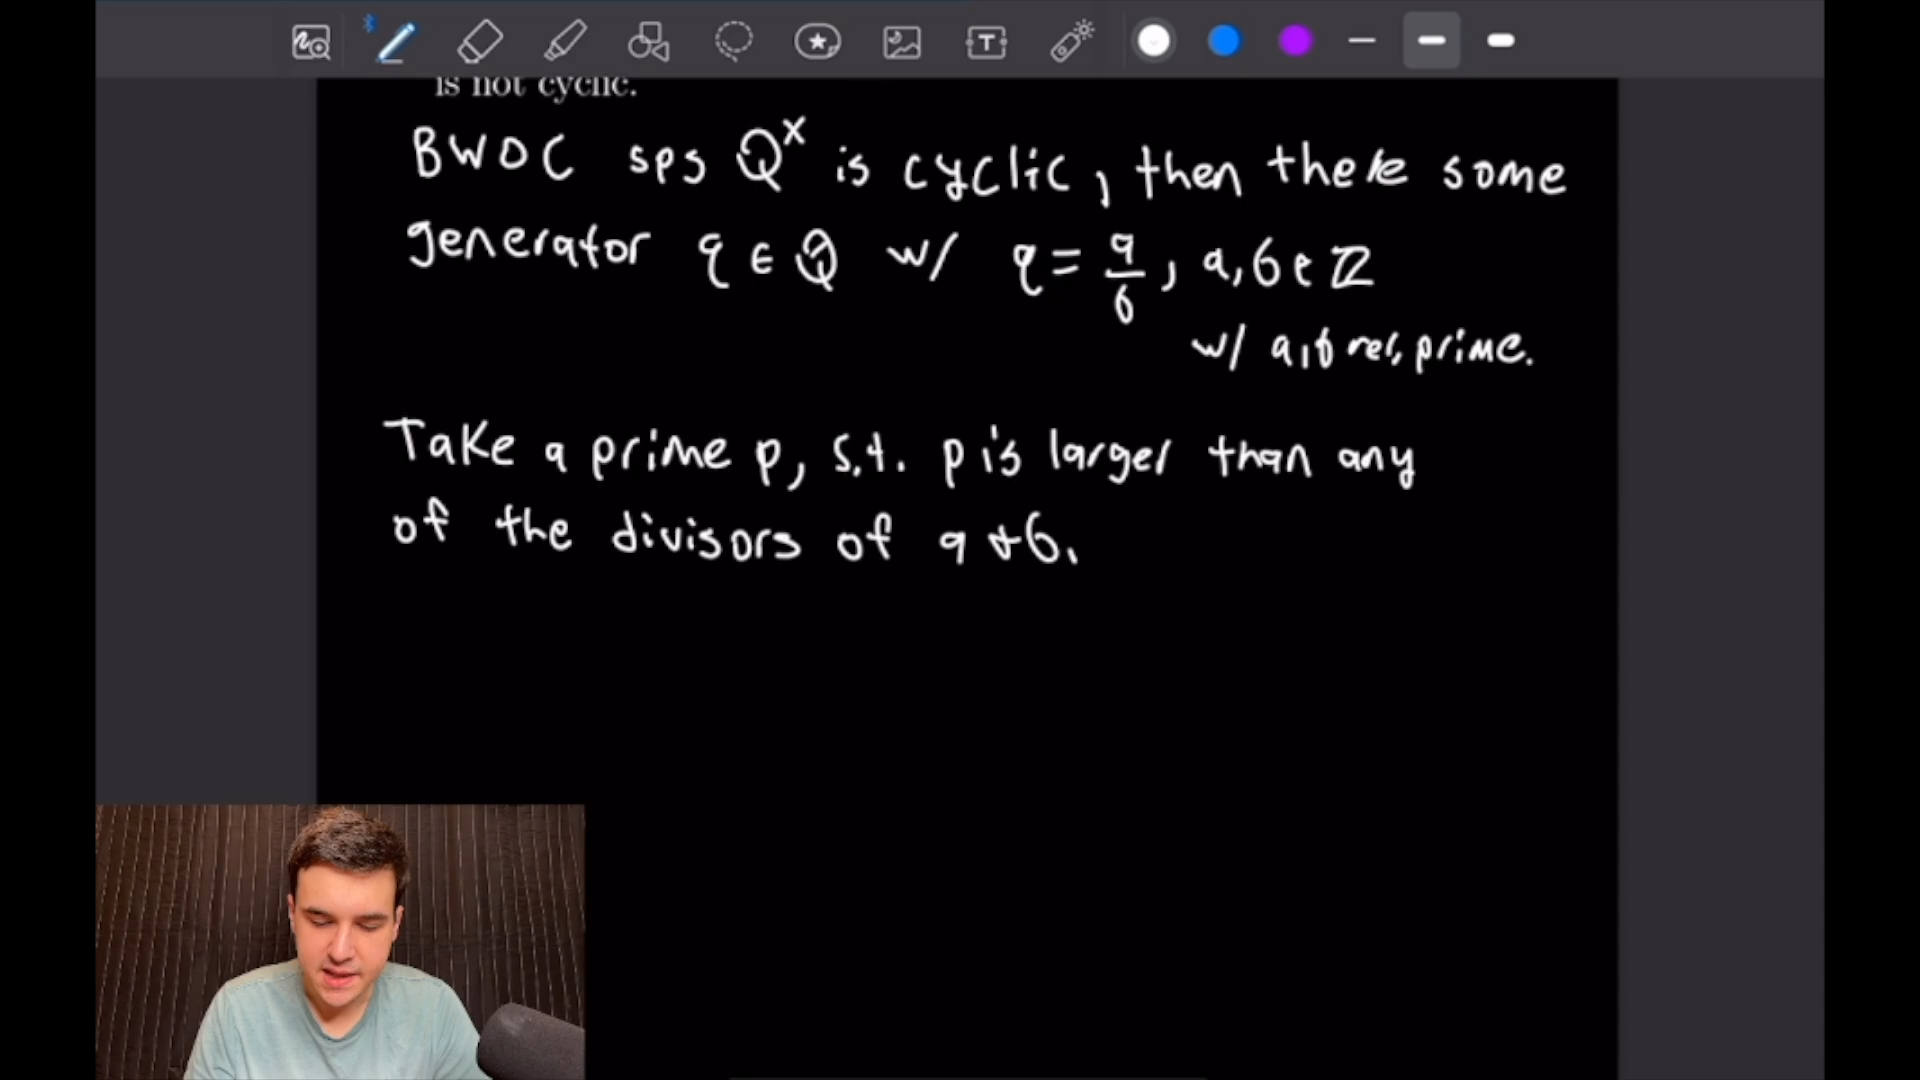 is not cyclic.
BWOC sps Q^x is cyclic, then there some
generator q ∈ Q w/ q = a/b, a, b ∈ Z
w/ a, b rel, prime.
Take a prime p, s.t. p is larger than any
of the divisors of a & b.